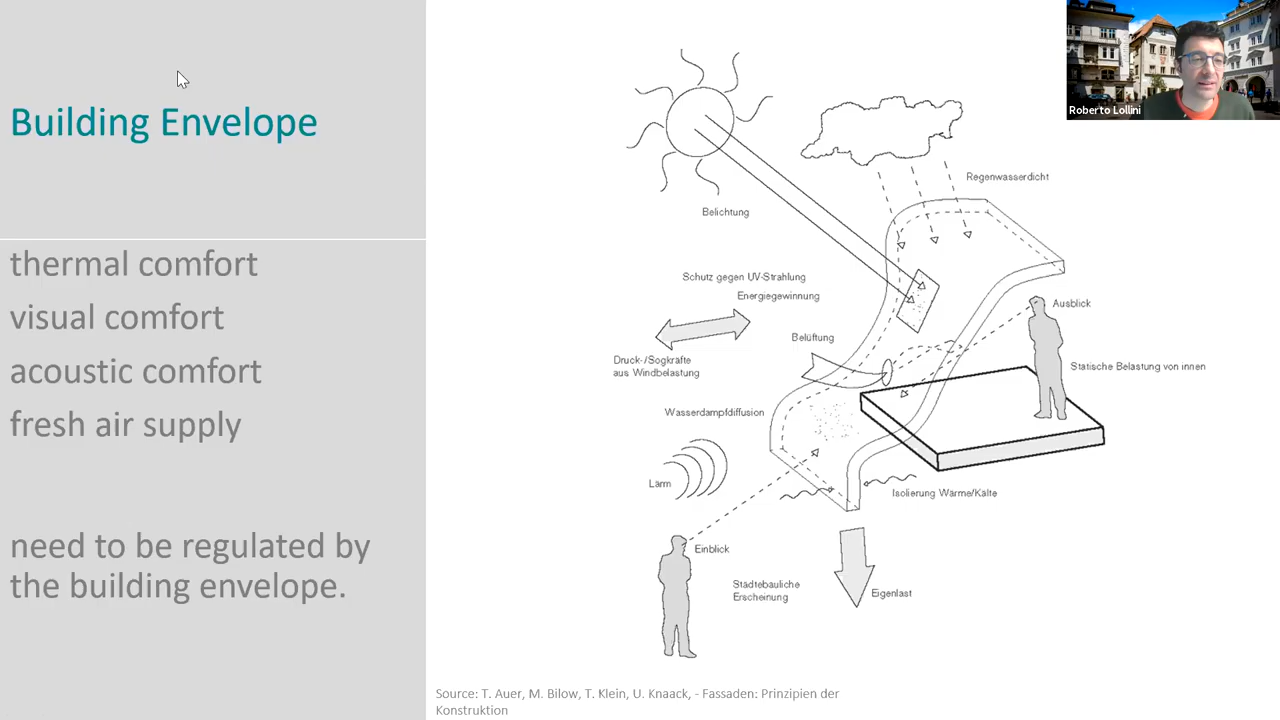 Building Envelope
thermal comfort
visual comfort
acoustic comfort
fresh air supply
need to be regulated by
the building envelope.
Roberto Lollini
Regenwasserdicht
Belichtung
Schutz gegen UV-Strahlung
Energiegewinnung
Ausblick
Belüftung
Druck-/Sogkräfte
aus Windbelastung
Statische Belastung von innen
Wasserdampfdiffusion
Lärm
Isolierung Wärme/Kälte
Einblick
Städtebauliche
Erscheinung
Eigenlast
Source: T. Auer, M. Bilow, T. Klein, U. Knaack, - Fassaden: Prinzipien der
Konstruktion